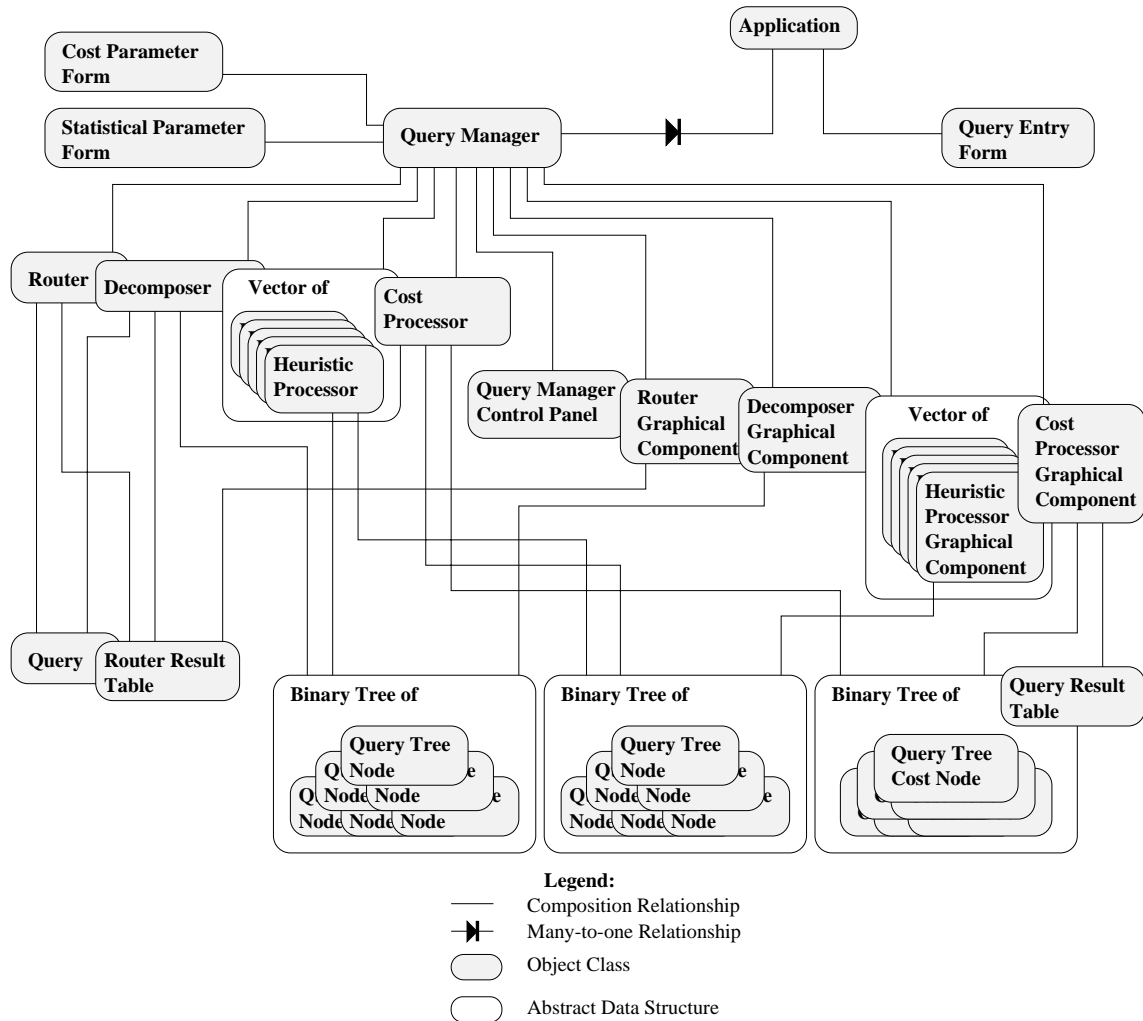 Application
Cost Parameter
Form
Statistical Parameter
Form
Query Manager
Query Entry
Form
Router
Decomposer
Vector of
Heuristic
Processor
Cost
Processor
Query Manager
Control Panel
Router
Graphical
Component
Decomposer
Graphical
Component
Vector of
Heuristic
Processor
Graphical
Component
Cost
Processor
Graphical
Component
Query
Router Result
Table
Binary Tree of
Query Tree
Node
Node
Node
Node
Node
Node
Binary Tree of
Query Tree
Node
Node
Node
Node
Node
Node
Binary Tree of
Query Tree
Cost Node
Query Result
Table
Legend:
Composition Relationship
Many-to-one Relationship
Object Class
Abstract Data Structure